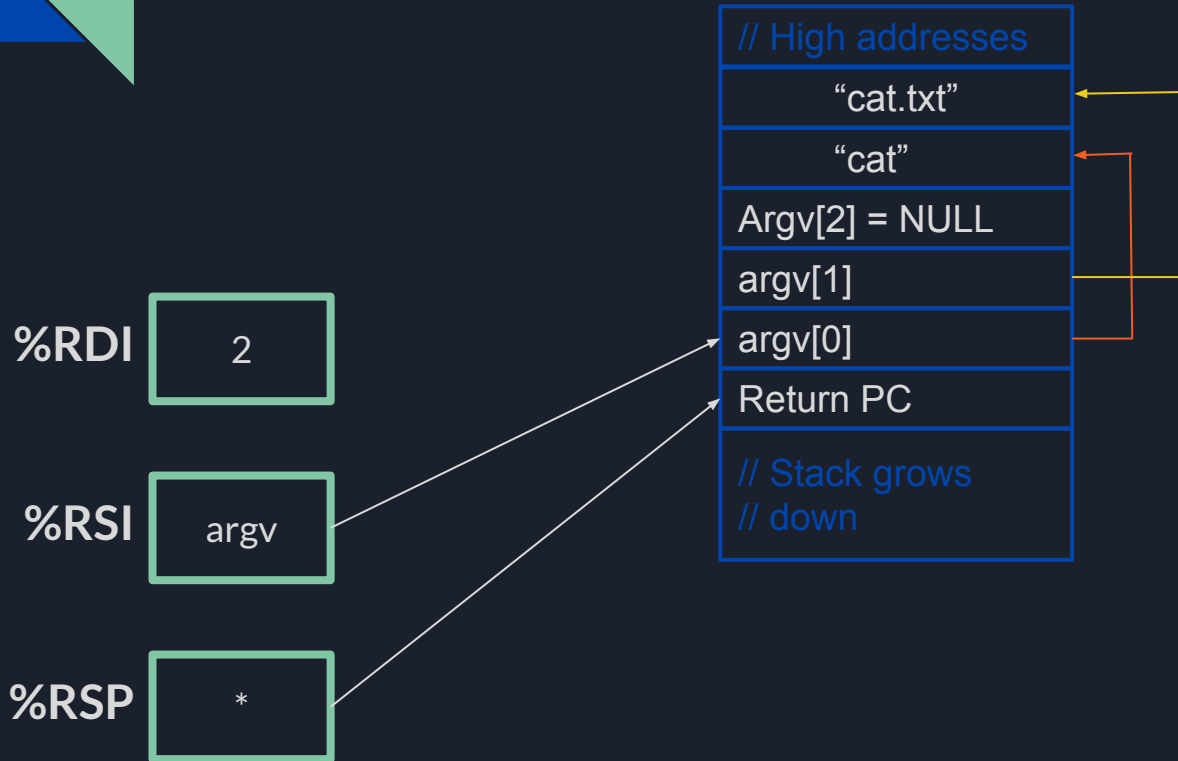 // High addresses
“cat.txt”
“cat”
Argv[2] = NULL
argv[1]
argv[0]
Return PC
// Stack grows
// down
%RDI
2
%RSI
argv
%RSP
*